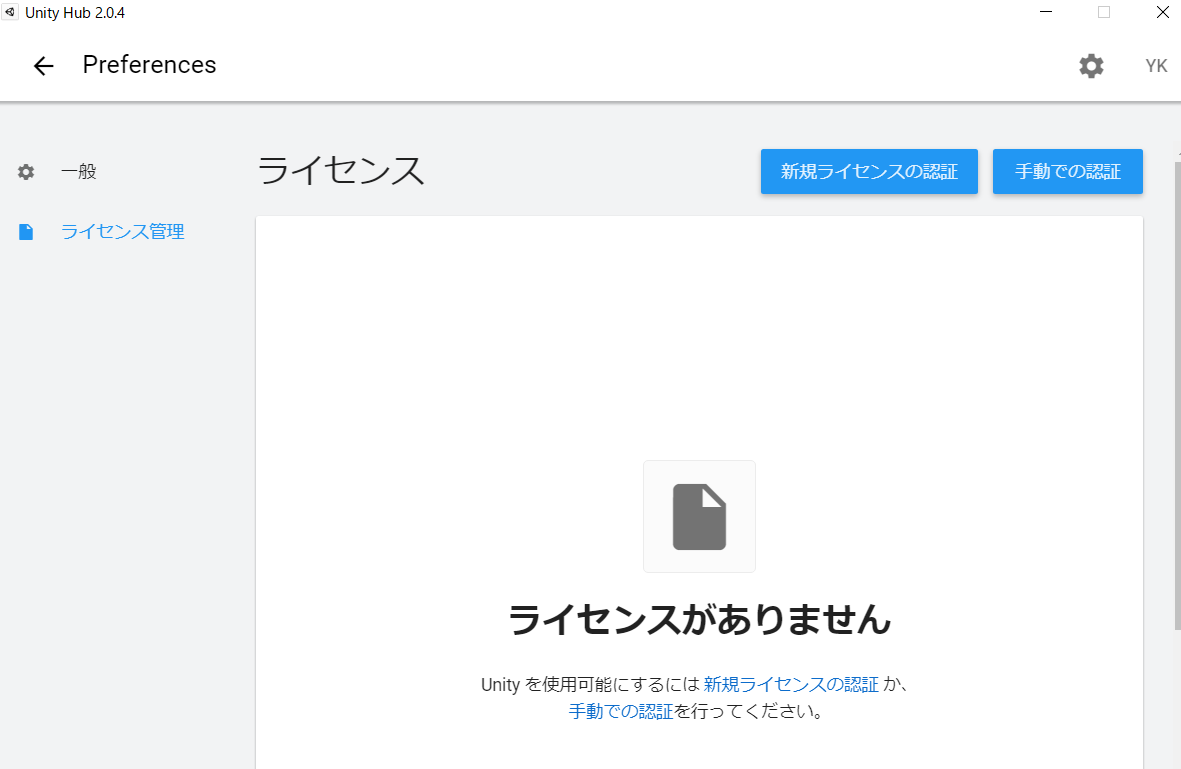 Unity Hub 2.0.4
Preferences
YK
一般
ライセンス管理
ライセンス
新規ライセンスの認証
手動での認証
ライセンスがありません
Unity を使用可能にするには 新規ライセンスの認証 か、
手動での認証を行ってください。